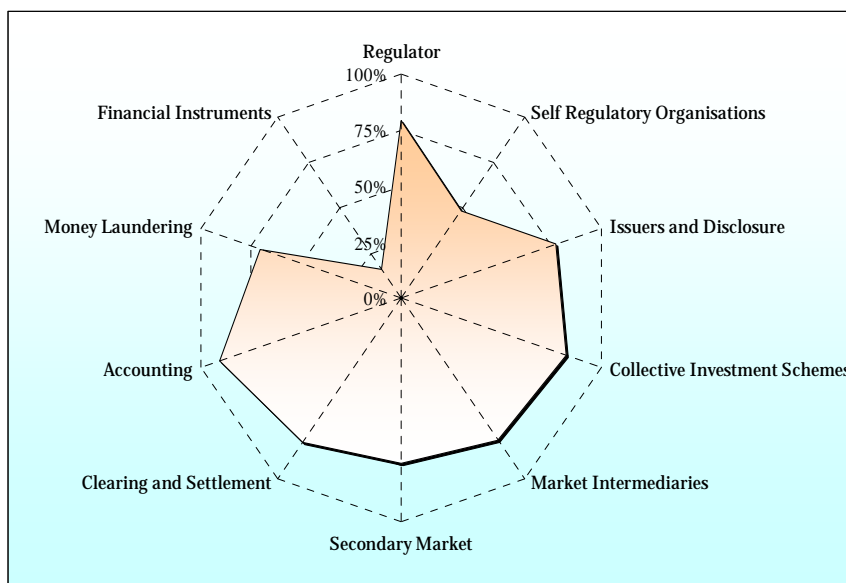 Regulator
100%
Financial Instruments
Self Regulatory Organisations
75%
50%
Money Laundering
Issuers and Disclosure
25%
0%
Accounting
Collective Investment Schemes
Clearing and Settlement
Market Intermediaries
Secondary Market